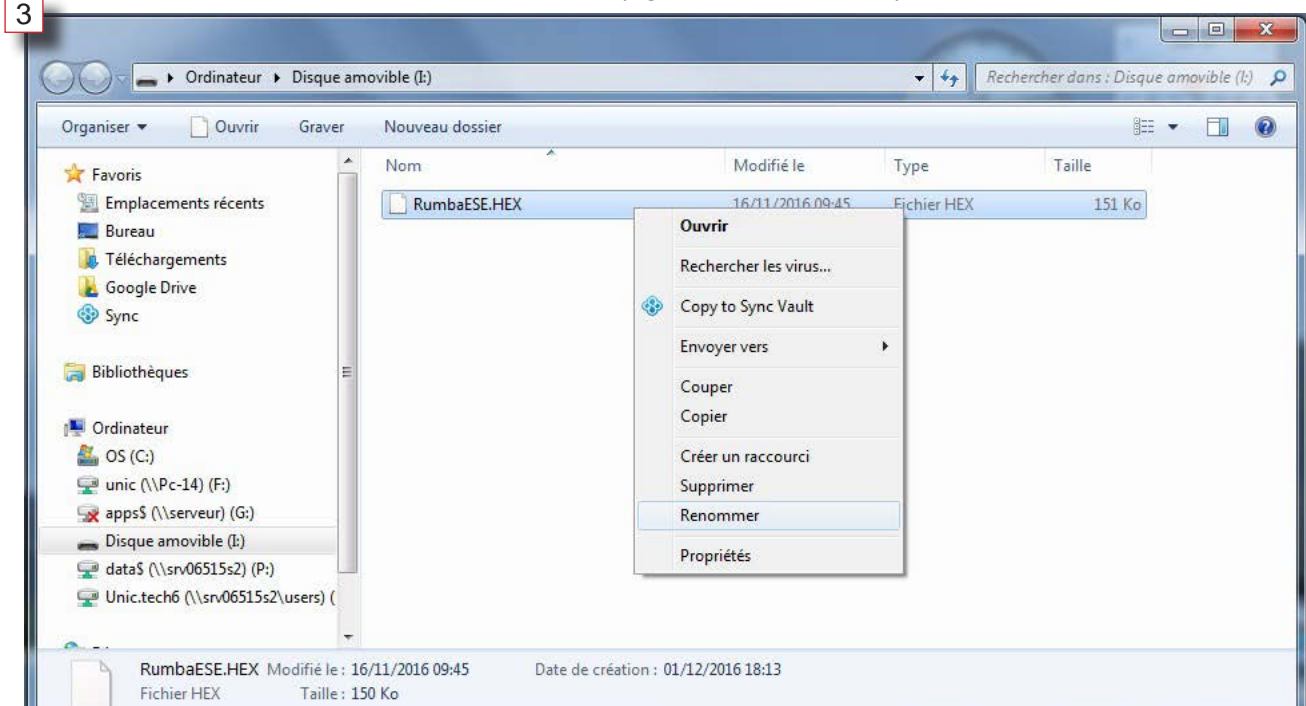 3
Ordinateur Disque amovible (I:)
Rechercher dans : Disque amovible (I:)
Organiser Ouvrir Graver Nouveau dossier
Nom Modifié le Type Taille
Favoris
Emplacements récents
Bureau
Téléchargements
Google Drive
Sync
Bibliothèques
Ordinateur
OS (C:)
unic (\\Pc-14) (F:)
apps$ (\\serveur) (G:)
Disque amovible (I:)
data$ (\\srv06515s2) (P:)
Unic.tech6 (\\srv06515s2\users) (
RumbaESE.HEX 16/11/2016 09:45 Fichier HEX 151 Ko
Ouvrir
Rechercher les virus...
Copy to Sync Vault
Envoyer vers
Couper
Copier
Créer un raccourci
Supprimer
Renommer
Propriétés
RumbaESE.HEX Modifié le : 16/11/2016 09:45 Date de création : 01/12/2016 18:13
Fichier HEX Taille : 150 Ko